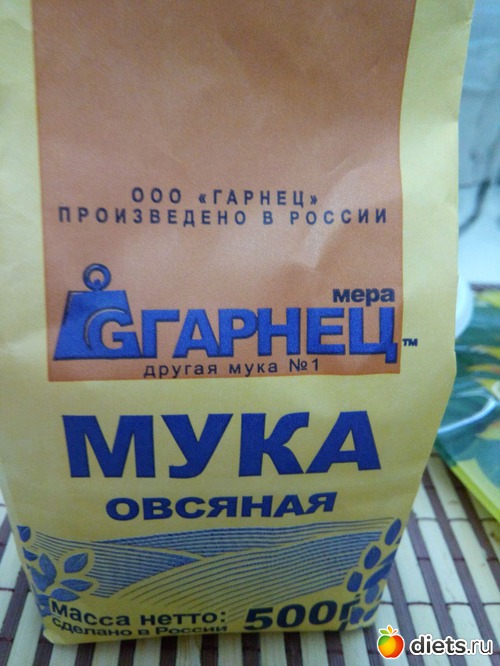 ООО «ГАРНЕЦ»
ПРОИЗВЕДЕНО В РОССИИ
мера
GГАРНЕЦ™
другая мука №1
МУКА
ОВСЯНАЯ
масса нетто: 500г
сделано в России
diets.ru